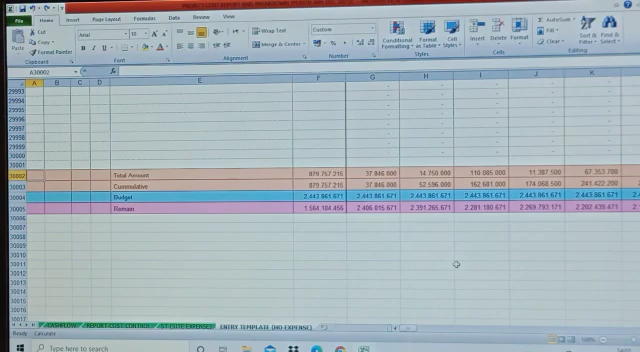 File Home Insert Page Layout Formulas Data Review View
Paste Cut Copy Format Painter Arial 10 Wrap Text Merge & Center Custom Conditional Formatting Format as Table Cell Styles Insert Delete Format AutoSum Fill Clear Sort & Filter Find & Select
Clipboard Font Alignment Number Styles Cells Editing
A30002 fx
A B C D E F G H I J K
29993
29994
29995
29996
29997
29998
29999
30000
30001
30002 Total Amount 879.757.215 37.846.000 14.750.000 110.085.000 11.387.500 67.353.700
30003 Cummulative 879.757.215 37.846.000 52.596.000 162.681.000 174.068.500 241.422.200
30004 Budget 2.443.861.671 2.443.861.671 2.443.861.671 2.443.861.671 2.443.861.671 2.443.861.671
30005 Remain 1.564.104.456 2.406.015.671 2.391.265.671 2.281.180.671 2.269.793.171 2.202.439.471
30006
30007
30008
30009
30010
30011
30012
30013
30014
30015
30016
30017
CASHFLOW REPORT COST CONTROL ST (SITE EXPENSE) ENTRY TEMPLATE (HO EXPENSE)
Ready Calculate 100%
Type here to search